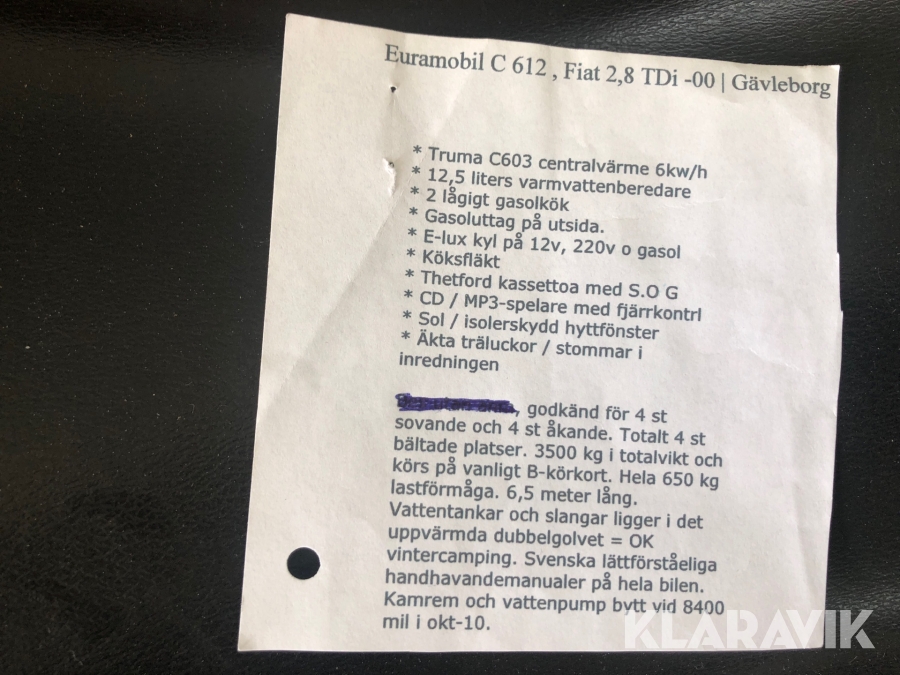 Euramobil C 612 , Fiat 2,8 TDi -00 | Gävleborg
* Truma C603 centralvärme 6kw/h
* 12,5 liters varmvattenberedare
* 2 lågigt gasolkök
* Gasoluttag på utsida.
* E-lux kyl på 12v, 220v o gasol
* Köksfläkt
* Thetford kassettoa med S.O G
* CD / MP3-spelare med fjärrkontrl
* Sol / isolerskydd hyttfönster
* Äkta träluckor / stommar i
inredningen
, godkänd för 4 st
sovande och 4 st åkande. Totalt 4 st
bältade platser. 3500 kg i totalvikt och
körs på vanligt B-körkort. Hela 650 kg
lastförmåga. 6,5 meter lång.
Vattentankar och slangar ligger i det
uppvärmda dubbelgolvet = OK
vintercamping. Svenska lättförståeliga
handhavandemanualer på hela bilen.
Kamrem och vattenpump bytt vid 8400
mil i okt-10.
KLARAVIK